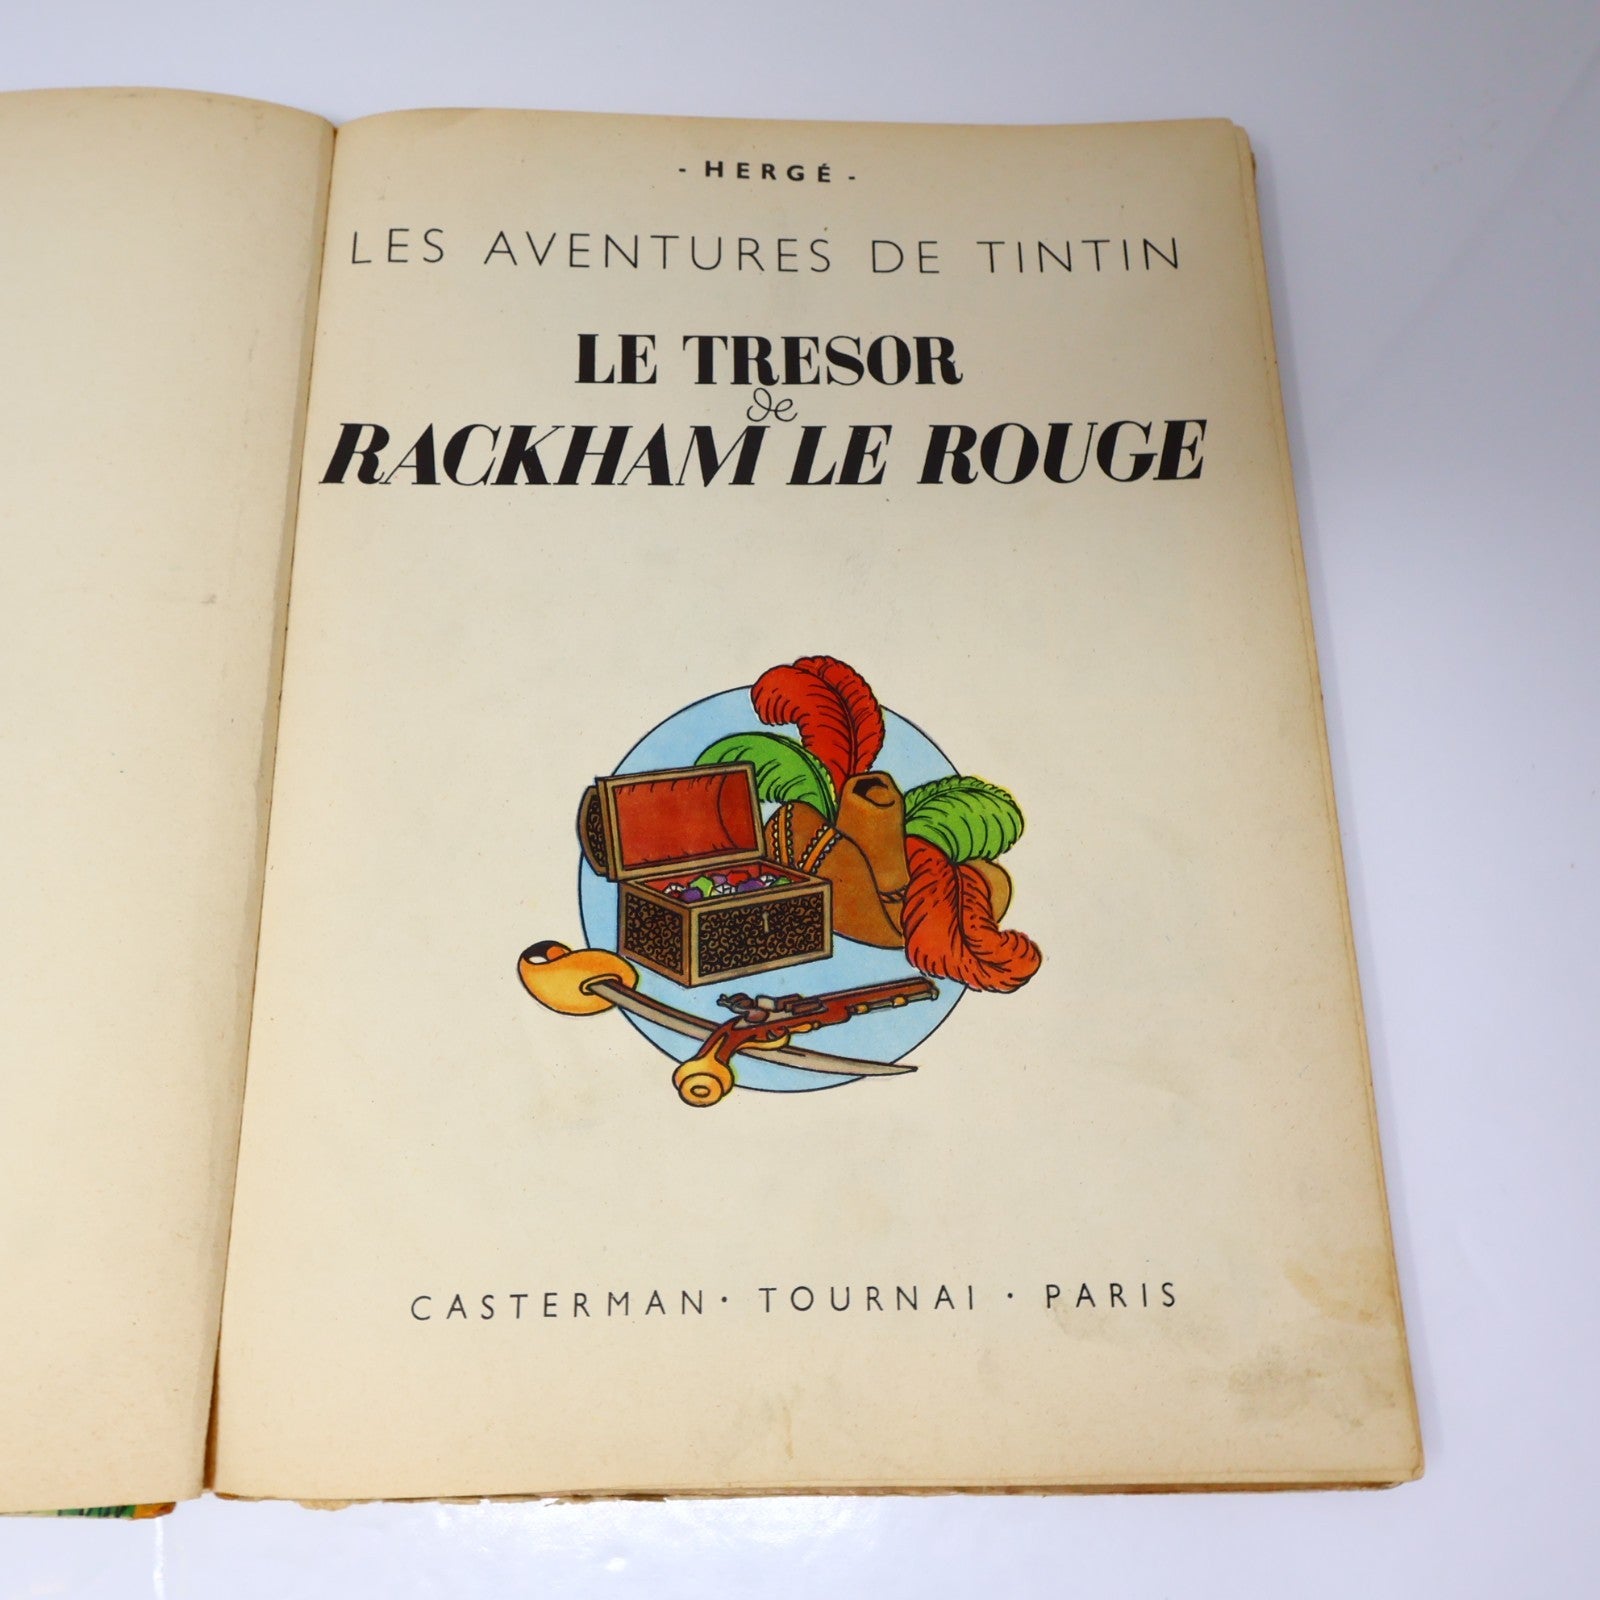 - HERGÉ -
LES AVENTURES DE TINTIN
LE TRESOR
de
RACKHAM LE ROUGE
CASTERMAN · TOURNAI · PARIS